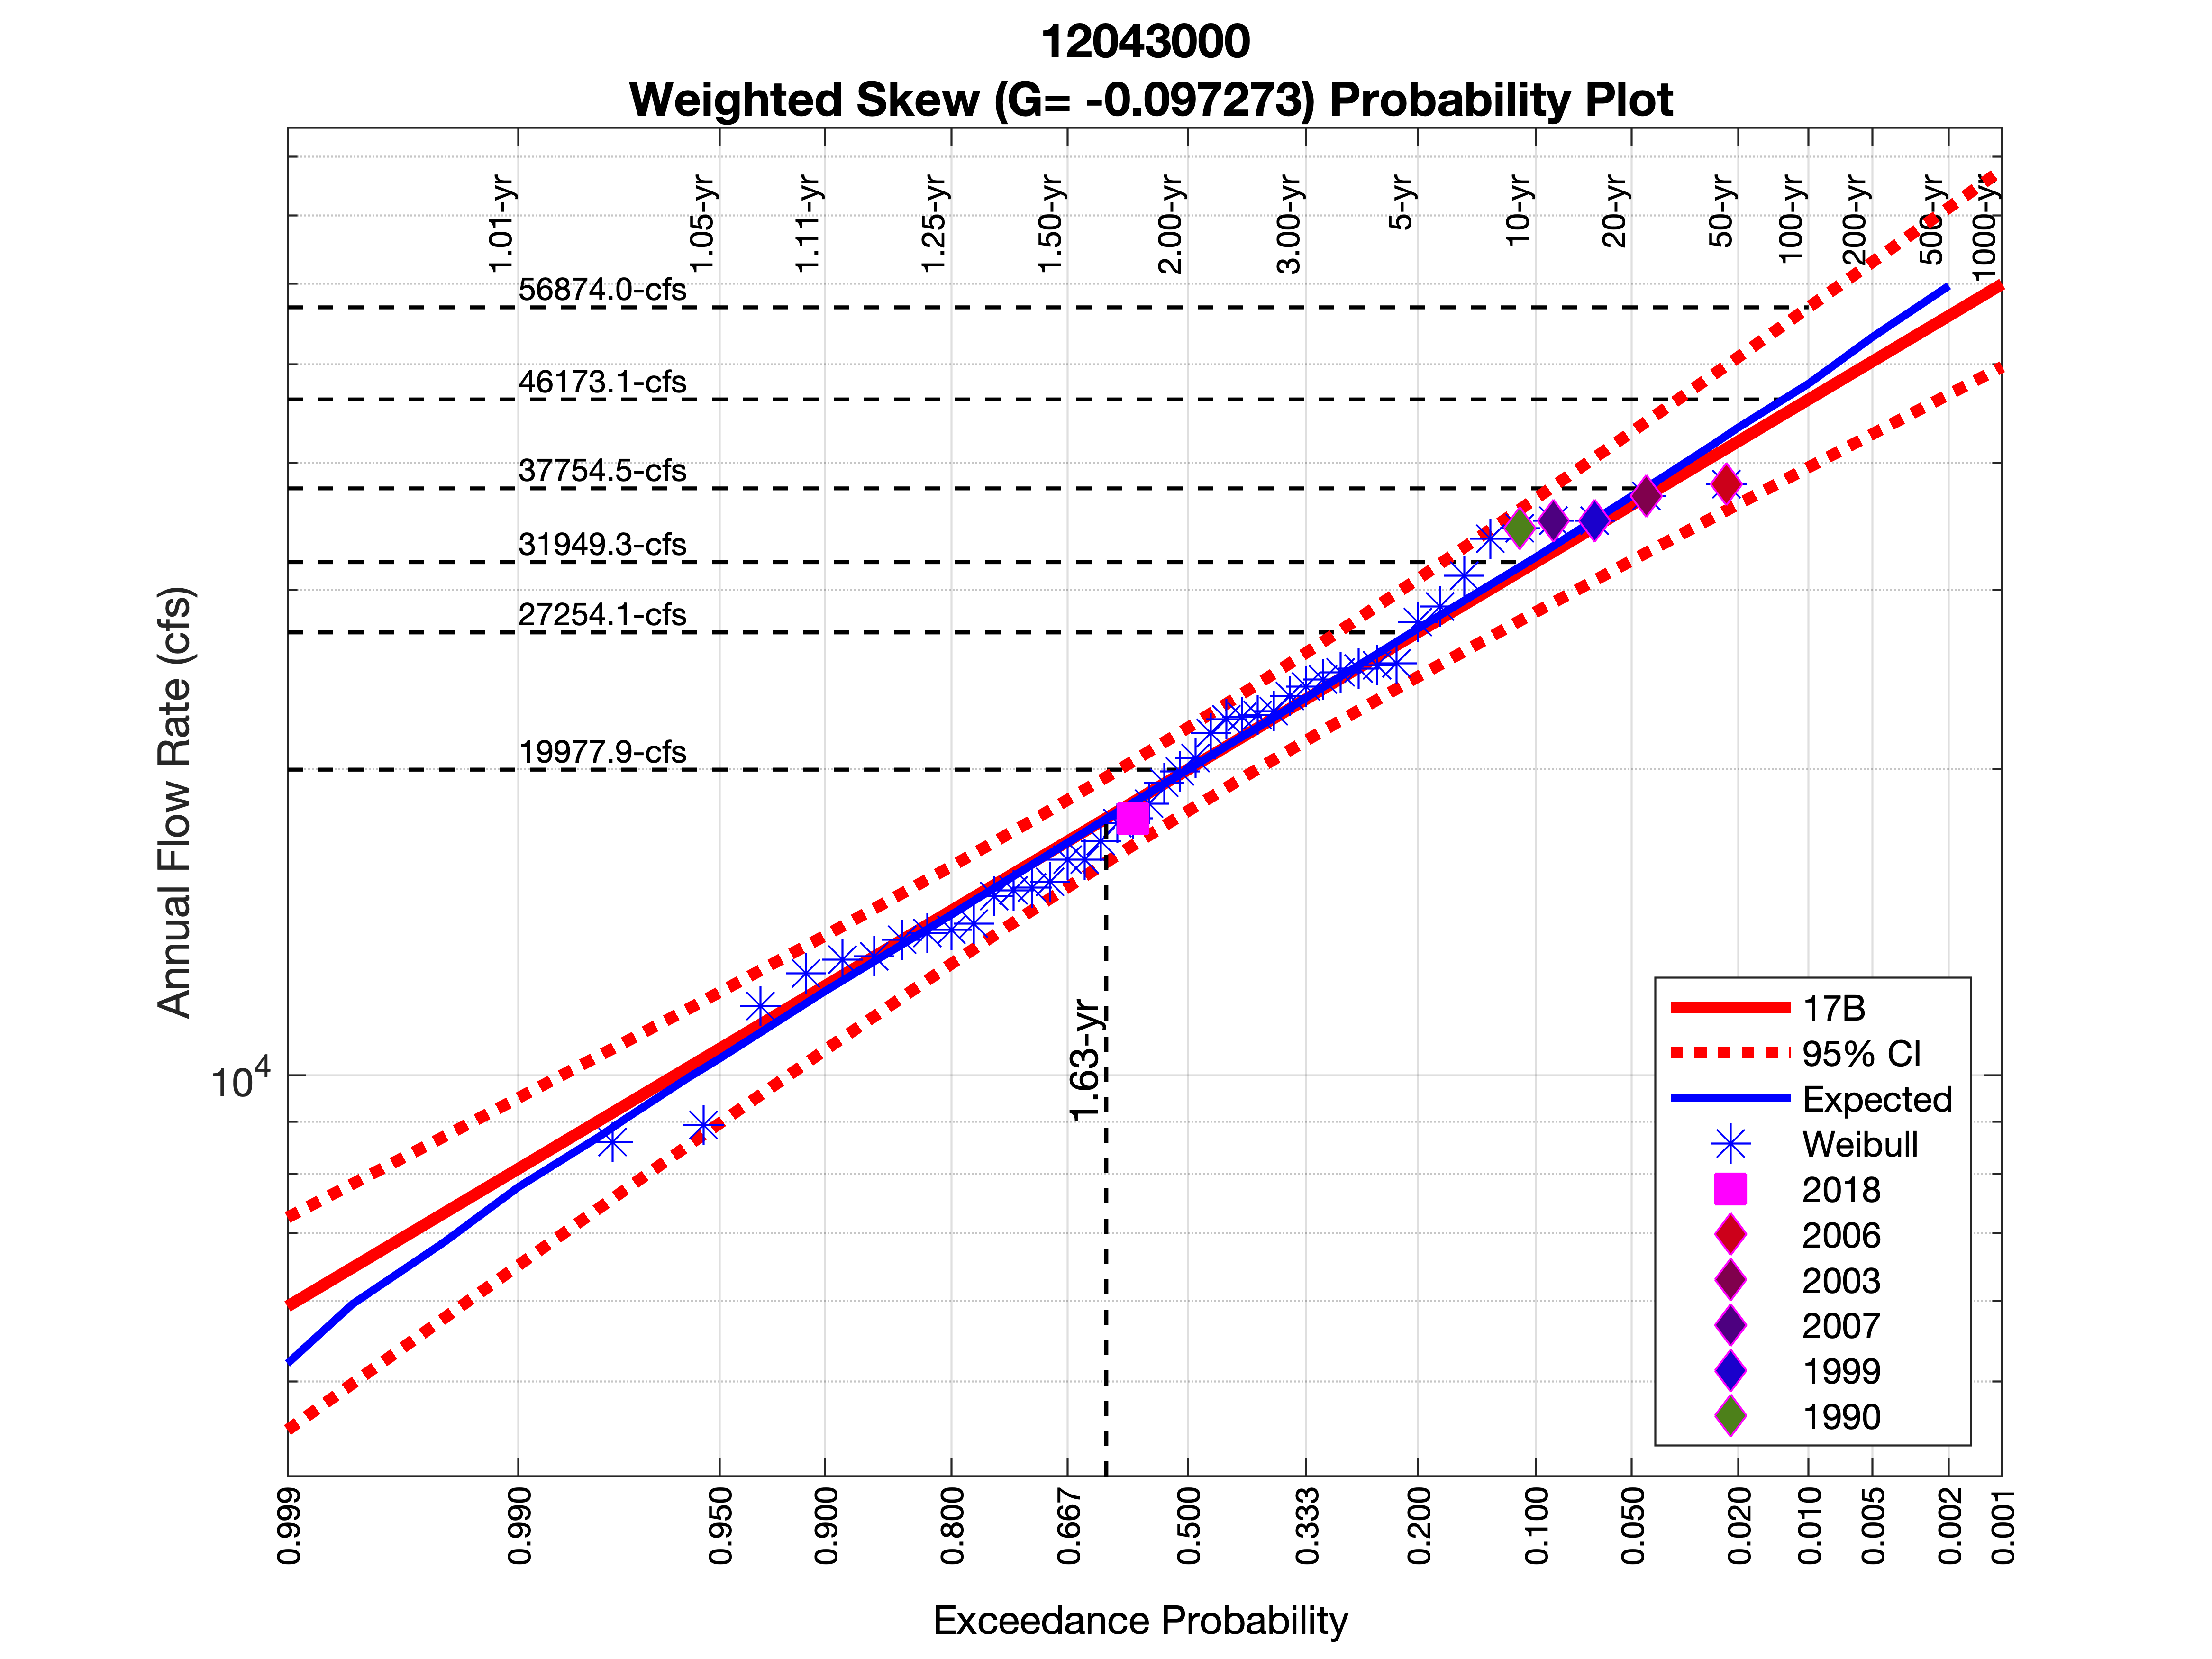 12043000
Weighted Skew (G= -0.097273) Probability Plot
1.01-yr
1.05-yr
1.11-yr
1.25-yr
1.50-yr
2.00-yr
3.00-yr
5-yr
10-yr
20-yr
50-yr
100-yr
200-yr
500-yr
1000-yr
56874.0-cfs
46173.1-cfs
37754.5-cfs
31949.3-cfs
27254.1-cfs
19977.9-cfs
Annual Flow Rate (cfs)
10^4
1.63-yr
17B
95% CI
Expected
Weibull
2018
2006
2003
2007
1999
1990
0.999
0.990
0.950
0.900
0.800
0.667
0.500
0.333
0.200
0.100
0.050
0.020
0.010
0.005
0.002
0.001
Exceedance Probability